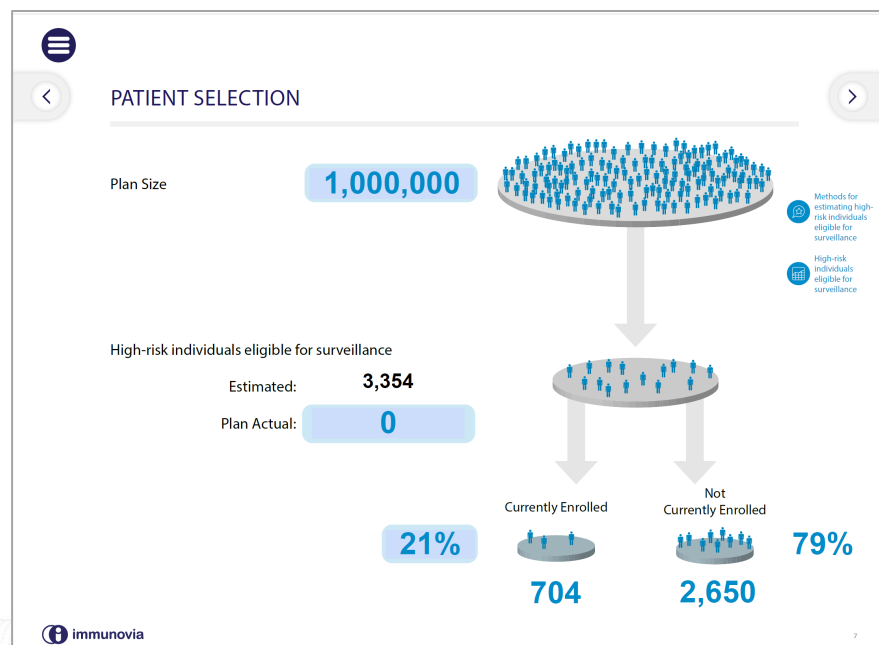 PATIENT SELECTION
Plan Size
1,000,000
Methods for
estimating high-
risk individuals
eligible for
surveillance
High-risk
individuals
eligible for
surveillance
High-risk individuals eligible for surveillance
Estimated:
3,354
Plan Actual:
0
Currently Enrolled
Not
Currently Enrolled
21%
79%
704
2,650
immunovia
7